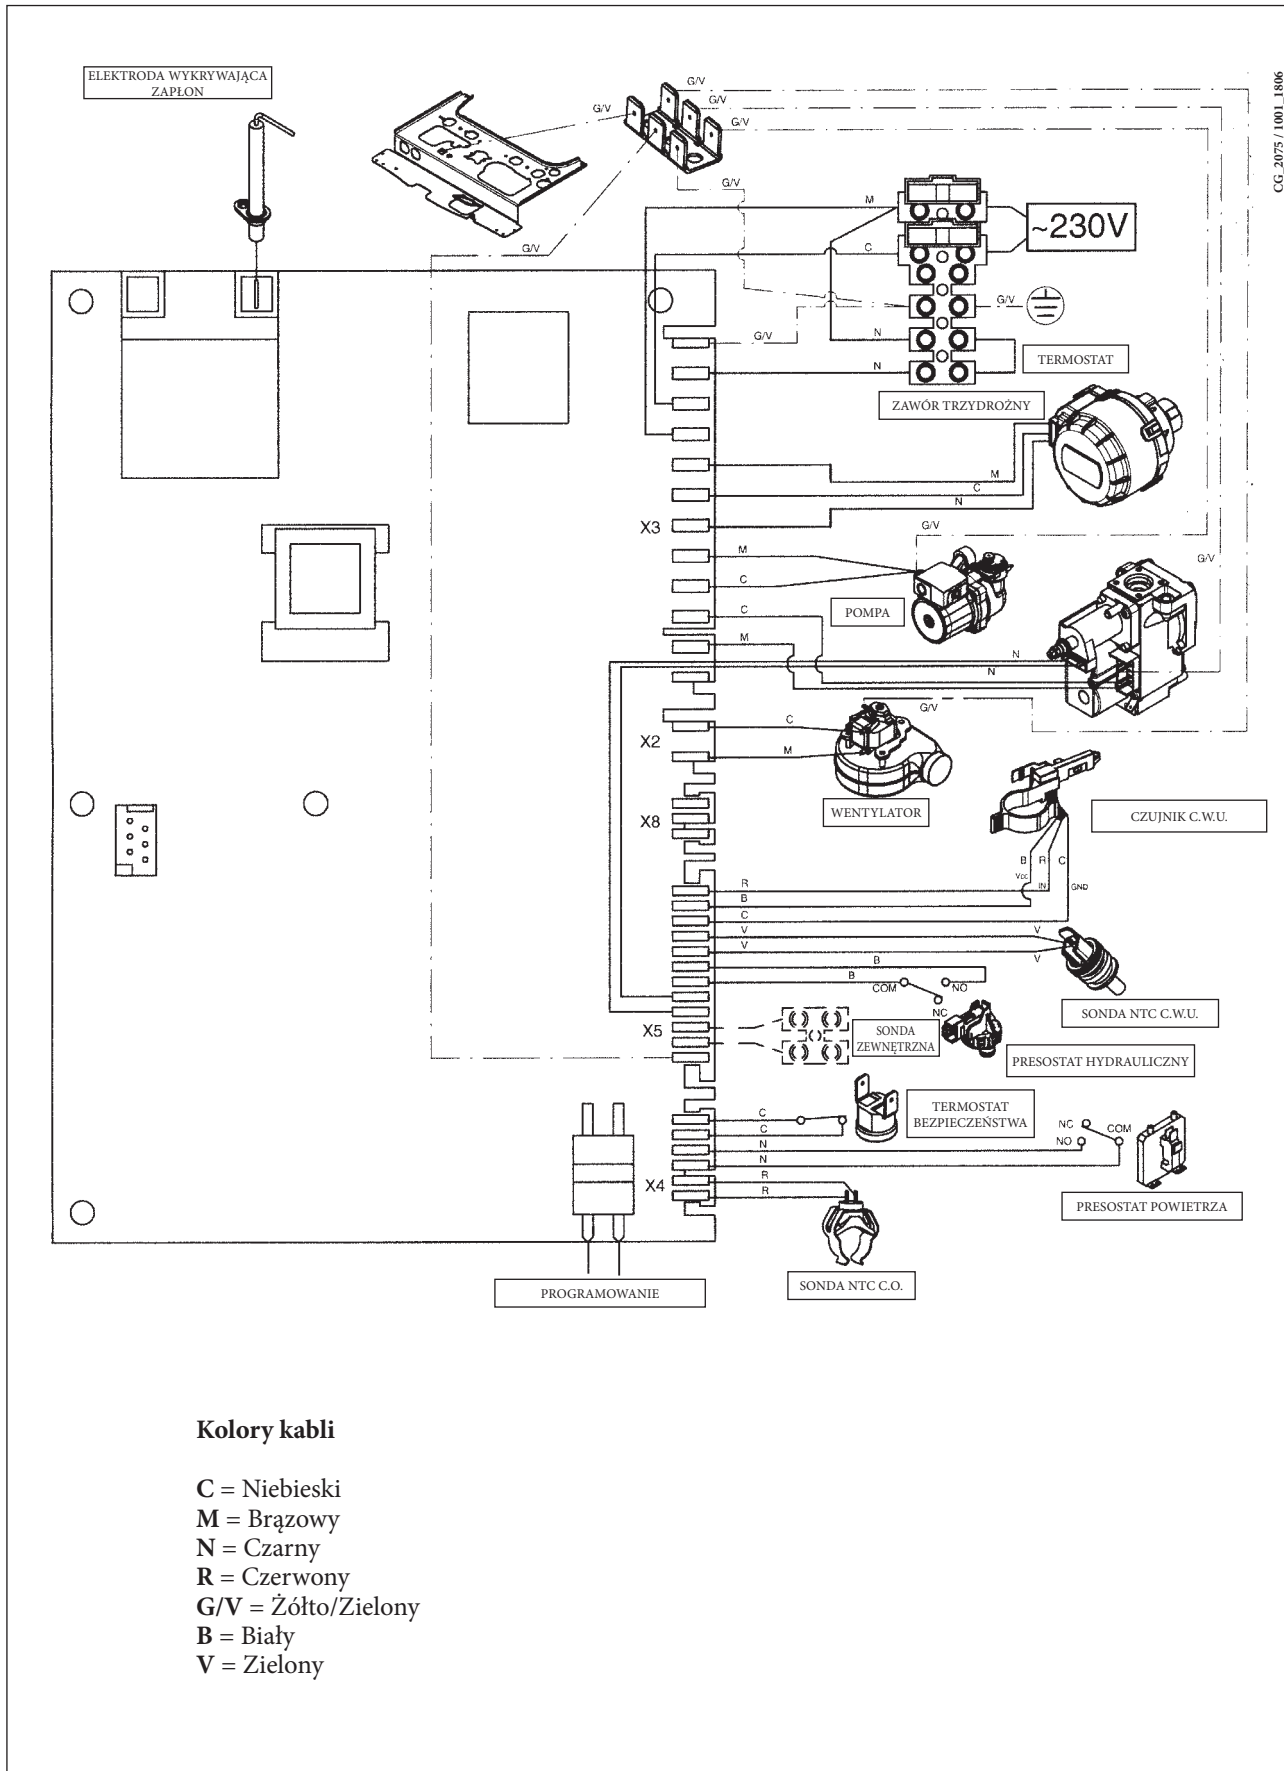 ELEKTRODA WYKRYWAJĄCA
ZAPŁON
CG_2075 / 1001_1806
G/V
G/V
G/V
G/V
G/V
G/V
M
C
~230V
G/V
G/V
N
N
TERMOSTAT
ZAWÓR TRZYDROŻNY
M
C
N
X3
G/V
G/V
M
C
C
M
POMPA
N
N
G/V
X2
C
M
WENTYLATOR
X8
CZUJNIK C.W.U.
B
R
C
Vcc
IN
GND
R
B
C
V
V
V
V
B
B
COM
NO
NC
SONDA NTC C.W.U.
X5
SONDA
ZEWNĘTRZNA
PRESOSTAT HYDRAULICZNY
C
C
N
N
R
R
X4
TERMOSTAT
BEZPIECZEŃSTWA
NC
NO
COM
PRESOSTAT POWIETRZA
SONDA NTC C.O.
PROGRAMOWANIE
Kolory kabli
C = Niebieski
M = Brązowy
N = Czarny
R = Czerwony
G/V = Żółto/Zielony
B = Biały
V = Zielony